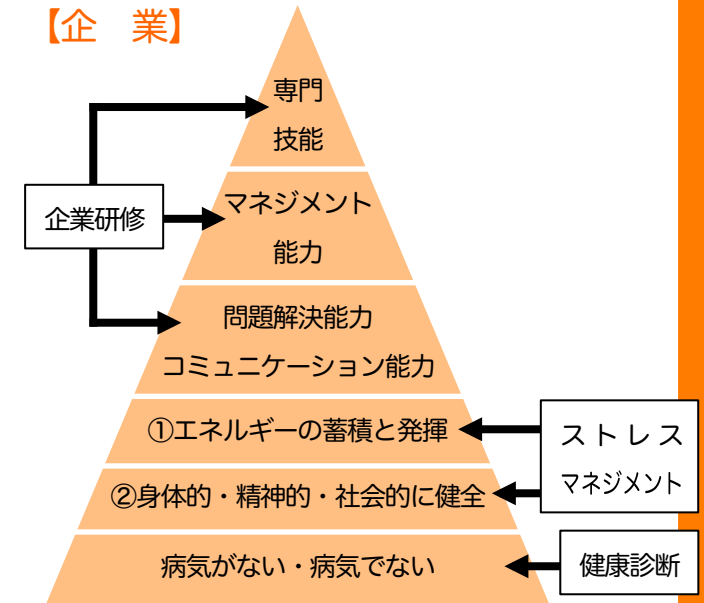 【企　業】
専門
技能
企業研修
マネジメント
能力
問題解決能力
コミュニケーション能力
①エネルギーの蓄積と発揮
ストレス
マネジメント
②身体的・精神的・社会的に健全
病気がない・病気でない
健康診断